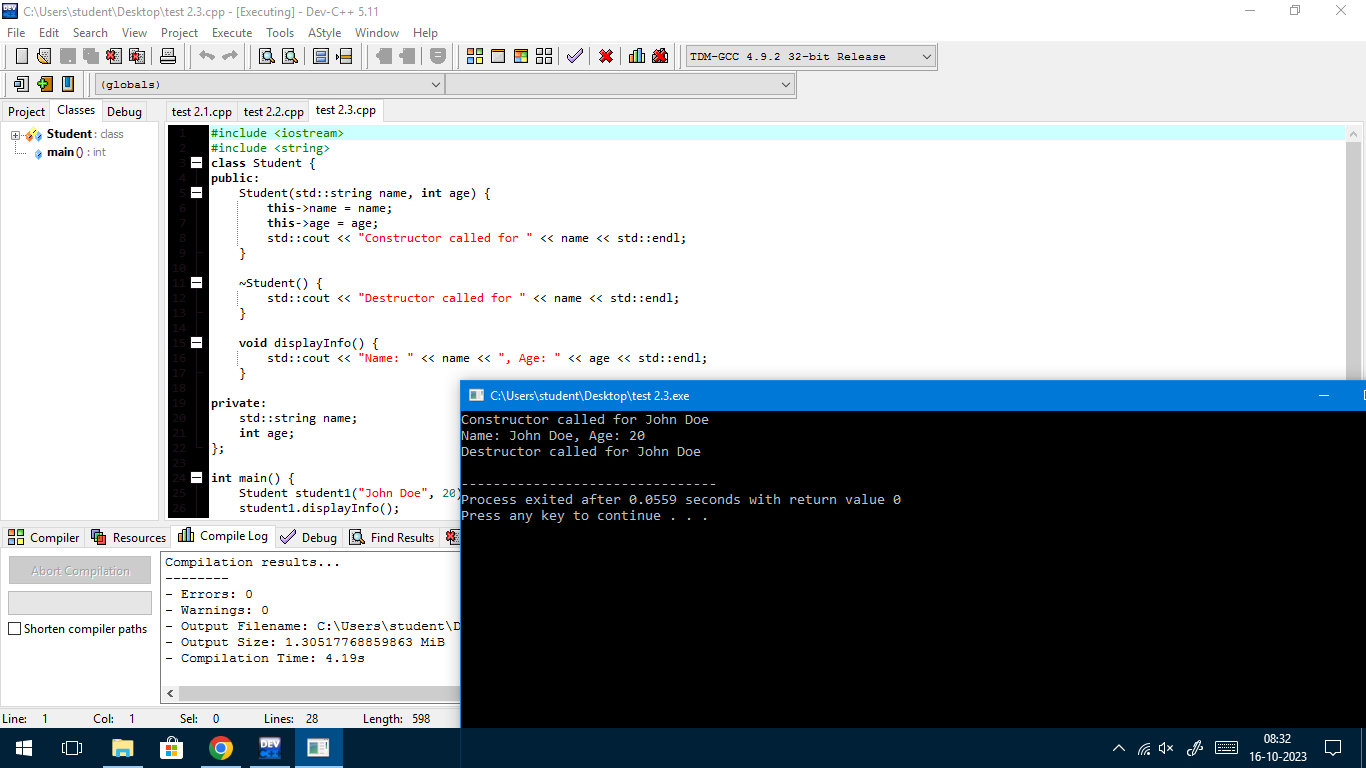 C:\Users\student\Desktop\test 2.3.cpp - [Executing] - Dev-C++ 5.11
File Edit Search View Project Execute Tools AStyle Window Help
TDM-GCC 4.9.2 32-bit Release
(globals)
Project Classes Debug
test 2.1.cpp test 2.2.cpp test 2.3.cpp
Student : class
main () : int
1 #include <iostream>
2 #include <string>
3 class Student {
4 public:
5 Student(std::string name, int age) {
6 this->name = name;
7 this->age = age;
8 std::cout << "Constructor called for " << name << std::endl;
9 }
10
11 ~Student() {
12 std::cout << "Destructor called for " << name << std::endl;
13 }
14
15 void displayInfo() {
16 std::cout << "Name: " << name << ", Age: " << age << std::endl;
17 }
18
19 private:
20 std::string name;
21 int age;
22 };
23
24 int main() {
25 Student student1("John Doe", 20)
26 student1.displayInfo();
C:\Users\student\Desktop\test 2.3.exe
Constructor called for John Doe
Name: John Doe, Age: 20
Destructor called for John Doe
--------------------------------
Process exited after 0.0559 seconds with return value 0
Press any key to continue . . .
Compiler Resources Compile Log Debug Find Results
Abort Compilation
Shorten compiler paths
Compilation results...
--------
- Errors: 0
- Warnings: 0
- Output Filename: C:\Users\student\D
- Output Size: 1.30517768859863 MiB
- Compilation Time: 4.19s
Line: 1 Col: 1 Sel: 0 Lines: 28 Length: 598
DEV
08:32
16-10-2023